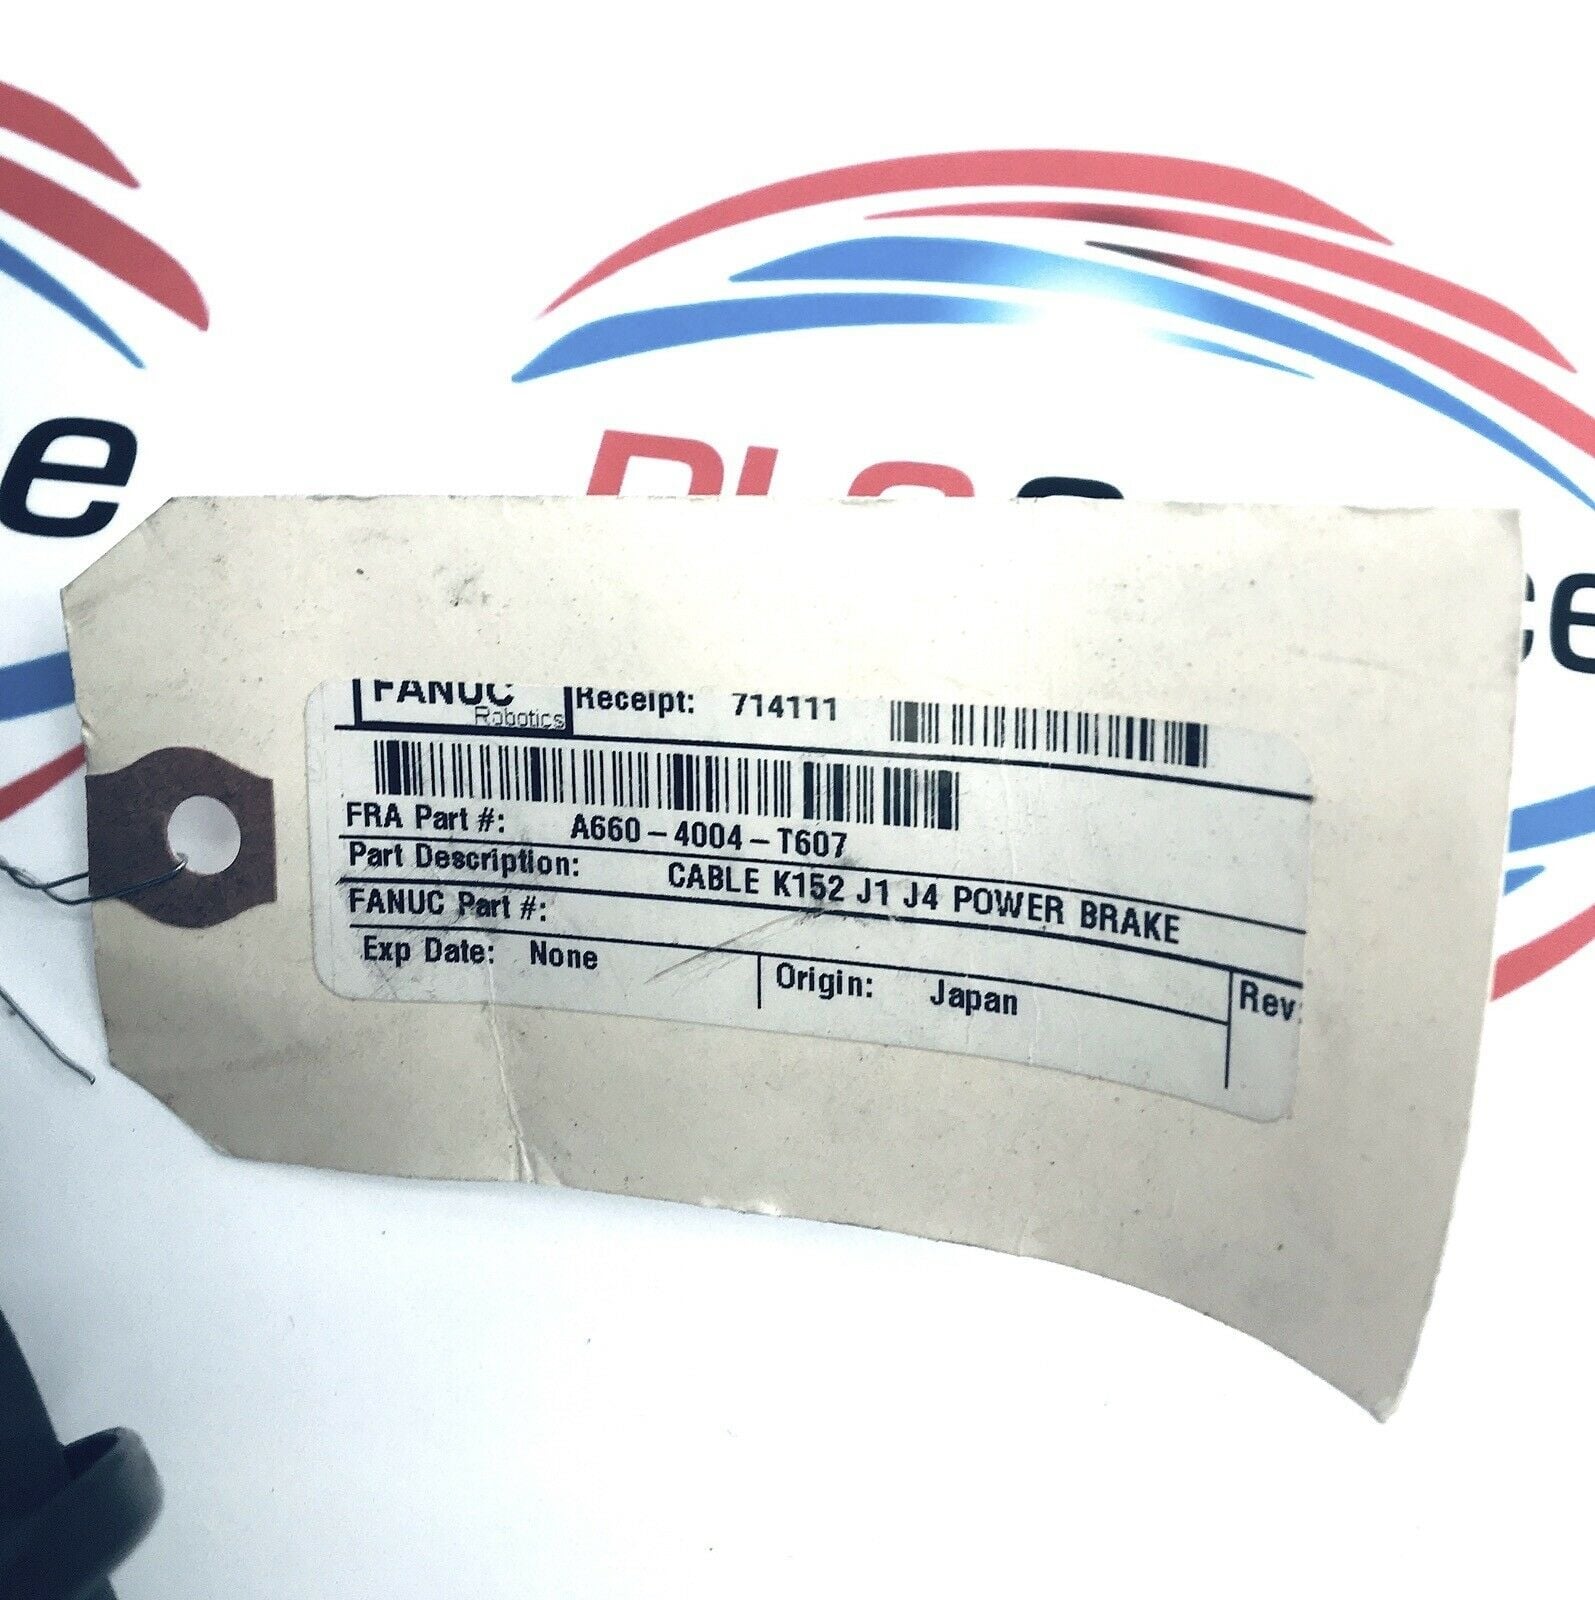 e
FANUC
Robotics
Receipt: 714111
FRA Part #: A660-4004-T607
Part Description: CABLE K152 J1 J4 POWER BRAKE
FANUC Part #:
Exp Date: None
Origin: Japan
Rev:
ce